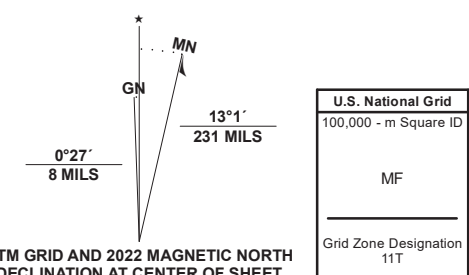 ★
MN
GN
13°1´
231 MILS
0°27´
8 MILS
TM GRID AND 2022 MAGNETIC NORTH
DECLINATION AT CENTER OF SHEET
U.S. National Grid
100,000 - m Square ID
MF
Grid Zone Designation
11T